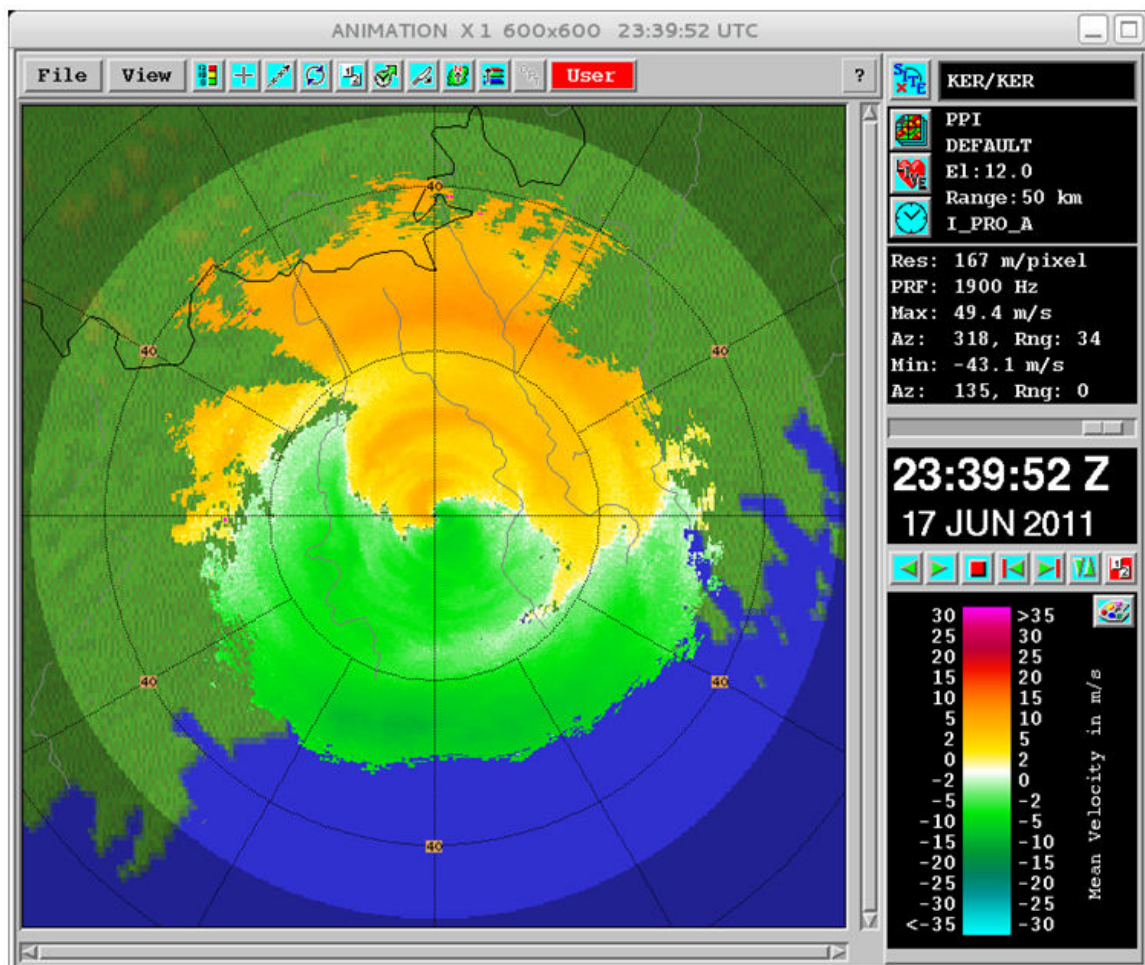 ANIMATION X 1 600x600 23:39:52 UTC
File View User ?
KER/KER
PPI
DEFAULT
El:12.0
Range:50 km
I_PRO_A
Res: 167 m/pixel
PRF: 1900 Hz
Max: 49.4 m/s
Az: 318, Rng: 34
Min: -43.1 m/s
Az: 135, Rng: 0
23:39:52 Z
17 JUN 2011
40
40
40
40
40
40
30 >35
25 30
20 25
15 20
10 15
5 10
2 5
0 2
-2 0
-5 -2
-10 -5
-15 -10
-20 -15
-25 -20
-30 -25
<-35 -30
Mean Velocity in m/s